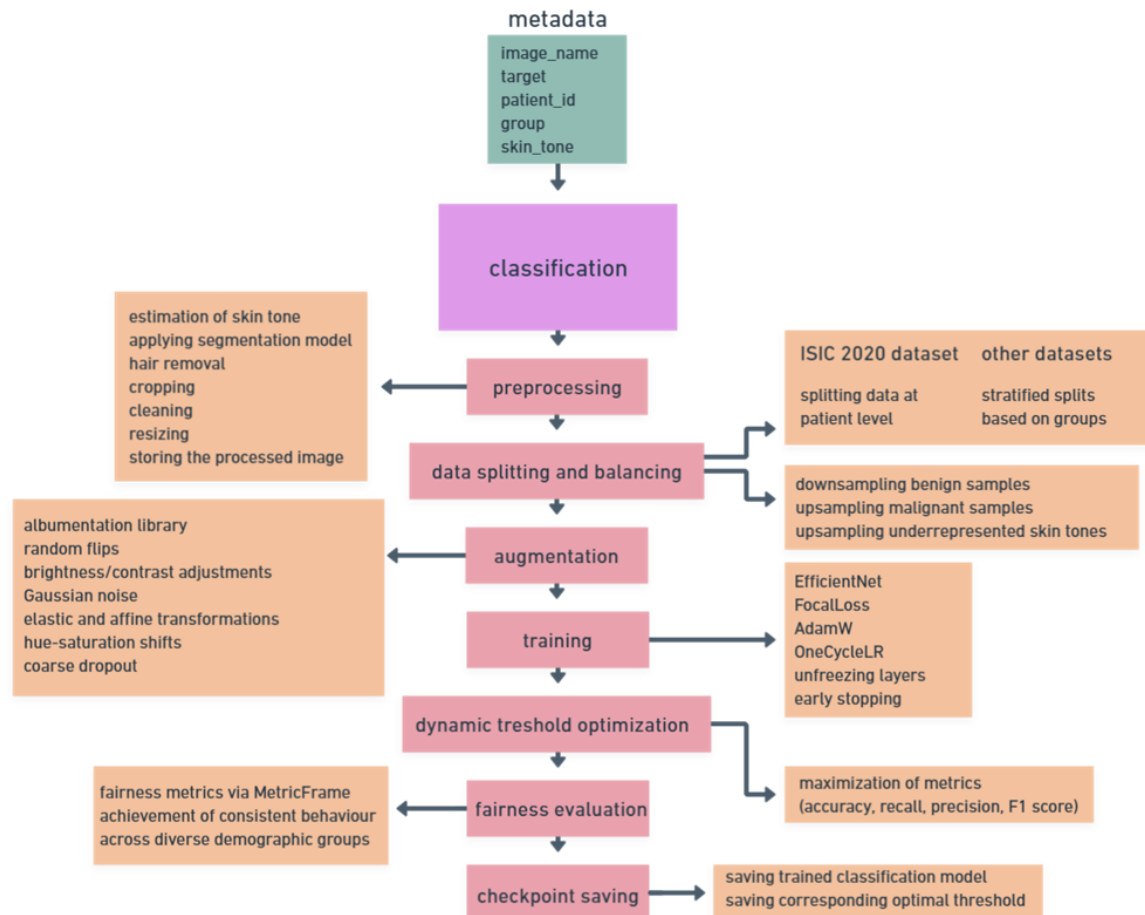 metadata
image_name
target
patient_id
group
skin_tone
classification
estimation of skin tone
applying segmentation model
hair removal
cropping
cleaning
resizing
storing the processed image
preprocessing
ISIC 2020 dataset
splitting data at
patient level
other datasets
stratified splits
based on groups
data splitting and balancing
downsampling benign samples
upsampling malignant samples
upsampling underrepresented skin tones
albumentation library
random flips
brightness/contrast adjustments
Gaussian noise
elastic and affine transformations
hue-saturation shifts
coarse dropout
augmentation
training
EfficientNet
FocalLoss
AdamW
OneCycleLR
unfreezing layers
early stopping
dynamic treshold optimization
maximization of metrics
(accuracy, recall, precision, F1 score)
fairness metrics via MetricFrame
achievement of consistent behaviour
across diverse demographic groups
fairness evaluation
checkpoint saving
saving trained classification model
saving corresponding optimal threshold